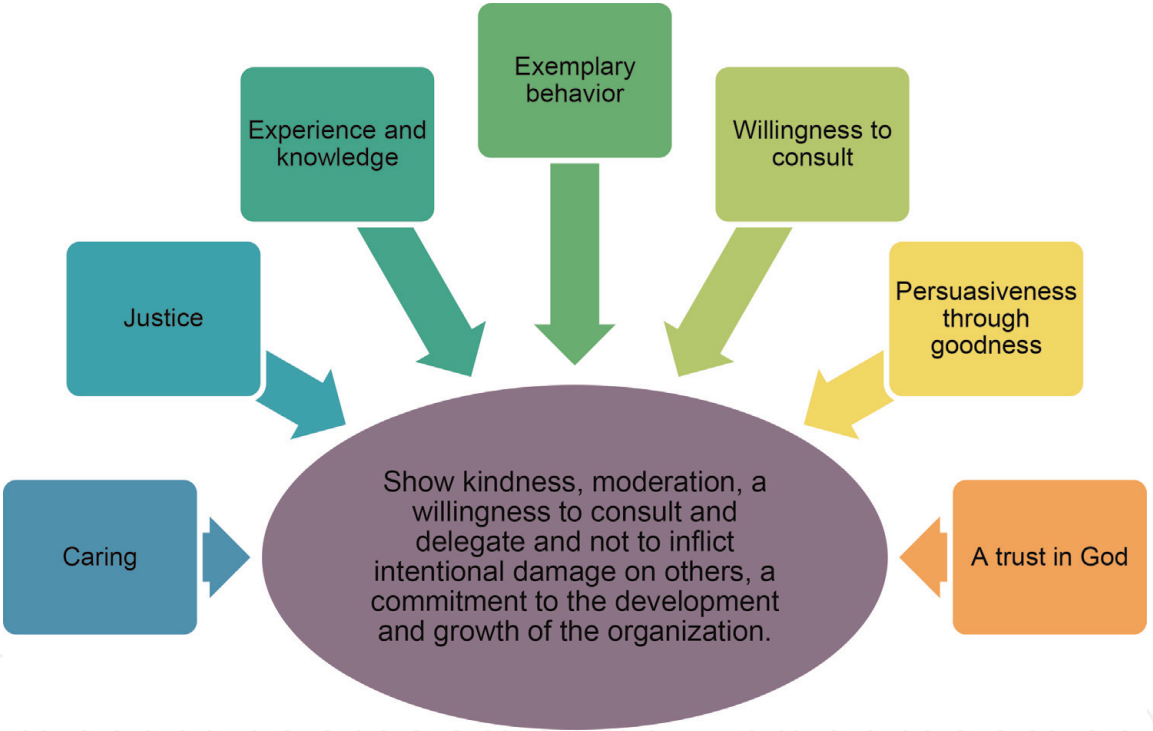 Exemplary
behavior
Experience and
knowledge
Willingness to
consult
Justice
Persuasiveness
through
goodness
Caring
Show kindness, moderation, a
willingness to consult and
delegate and not to inflict
intentional damage on others, a
commitment to the development
and growth of the organization.
A trust in God